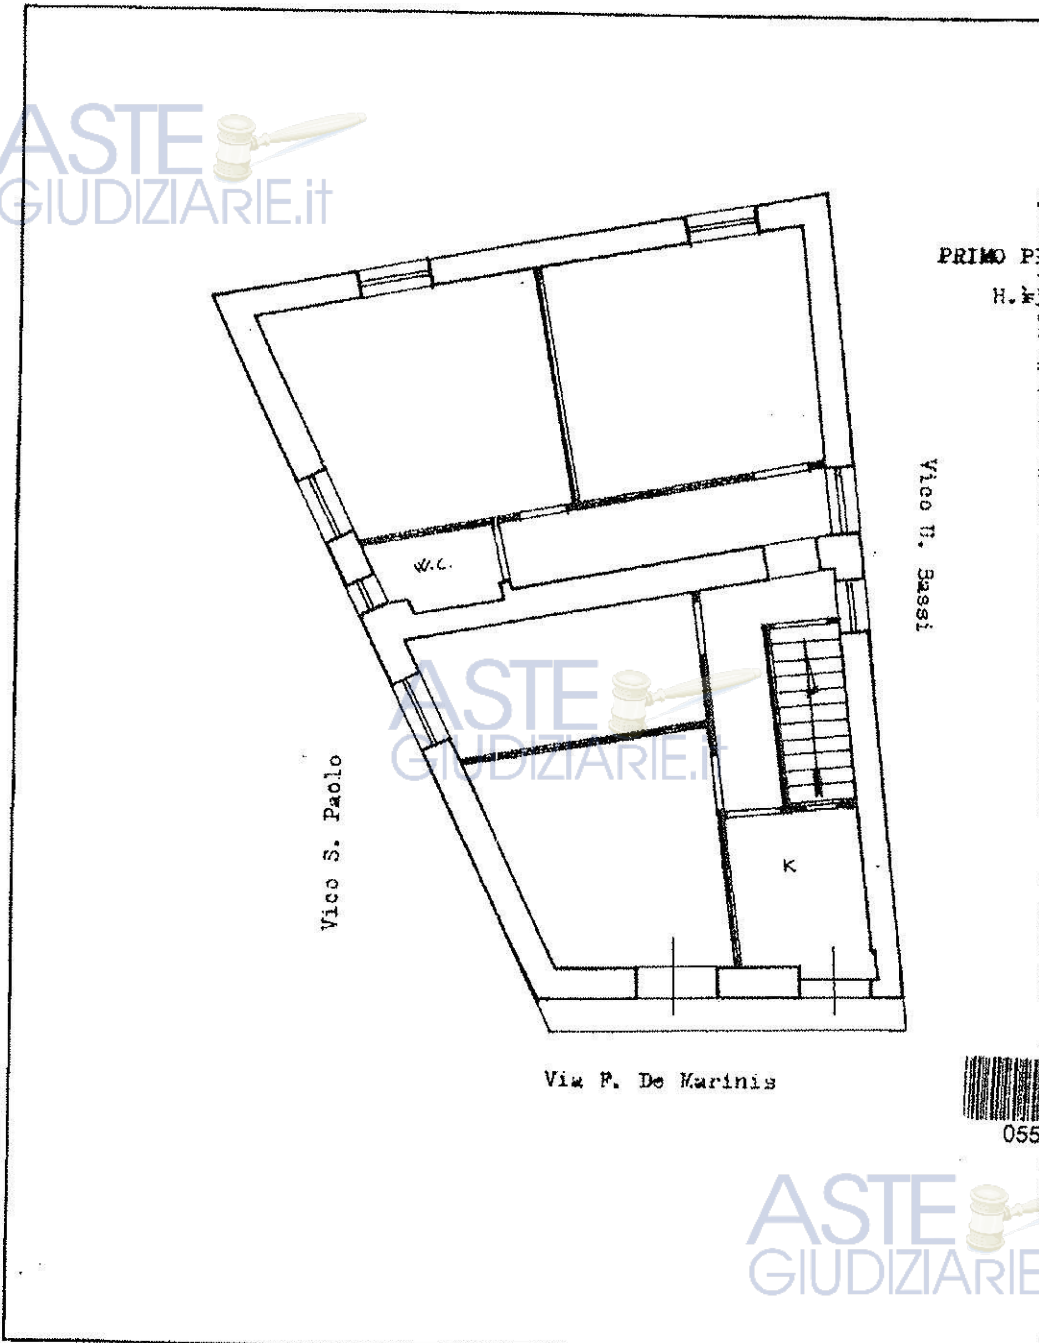 ASTE
GIUDIZIARIE.it
PRIMO
Vico U. Bassi
W.C.
ASTE
GIUDIZIARIE.it
Vico S. Paolo
K
Via F. De Marinis
055
ASTE
GIUDIZIARIE